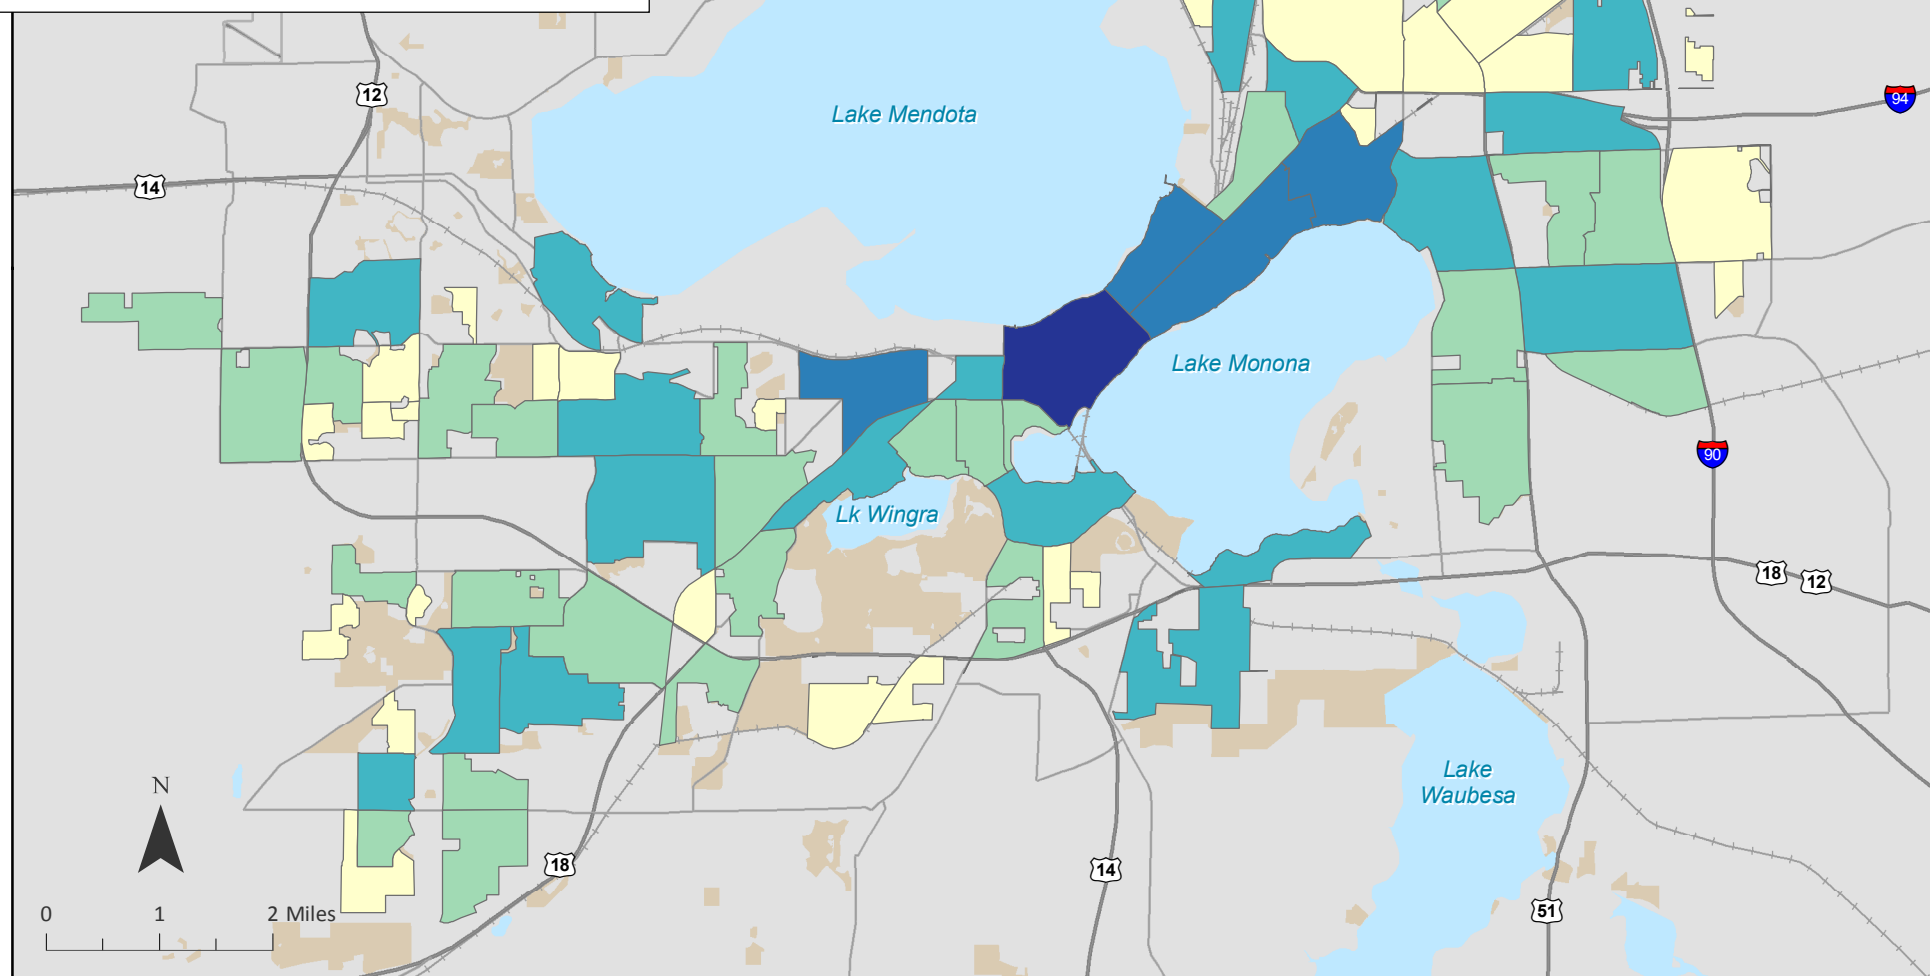 Lake Mendota
12
94
14
Lake Monona
90
Lk Wingra
18
12
Lake
Waubesa
N
18
14
51
0 1 2 Miles